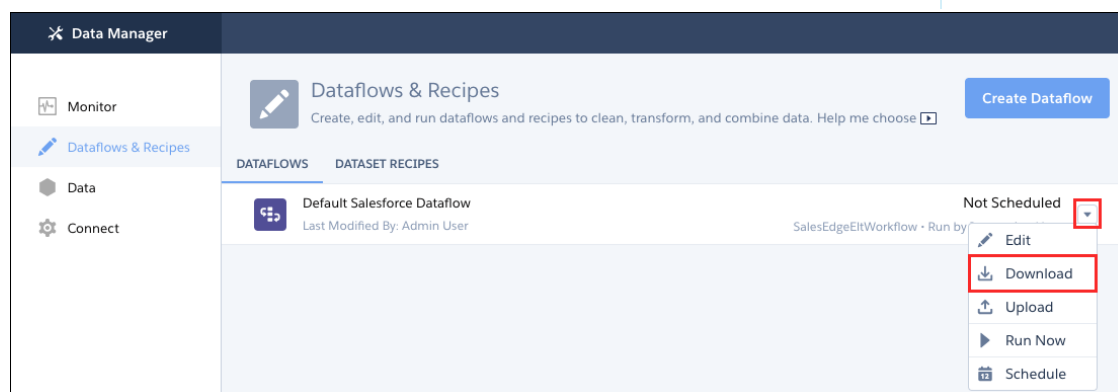 Data Manager
Monitor
Dataflows & Recipes
Data
Connect
Dataflows & Recipes
Create, edit, and run dataflows and recipes to clean, transform, and combine data. Help me choose
Create Dataflow
DATAFLOWS DATASET RECIPES
Default Salesforce Dataflow
Last Modified By: Admin User
Not Scheduled
SalesEdgeEltWorkflow • Run by
Edit
Download
Upload
Run Now
12 Schedule